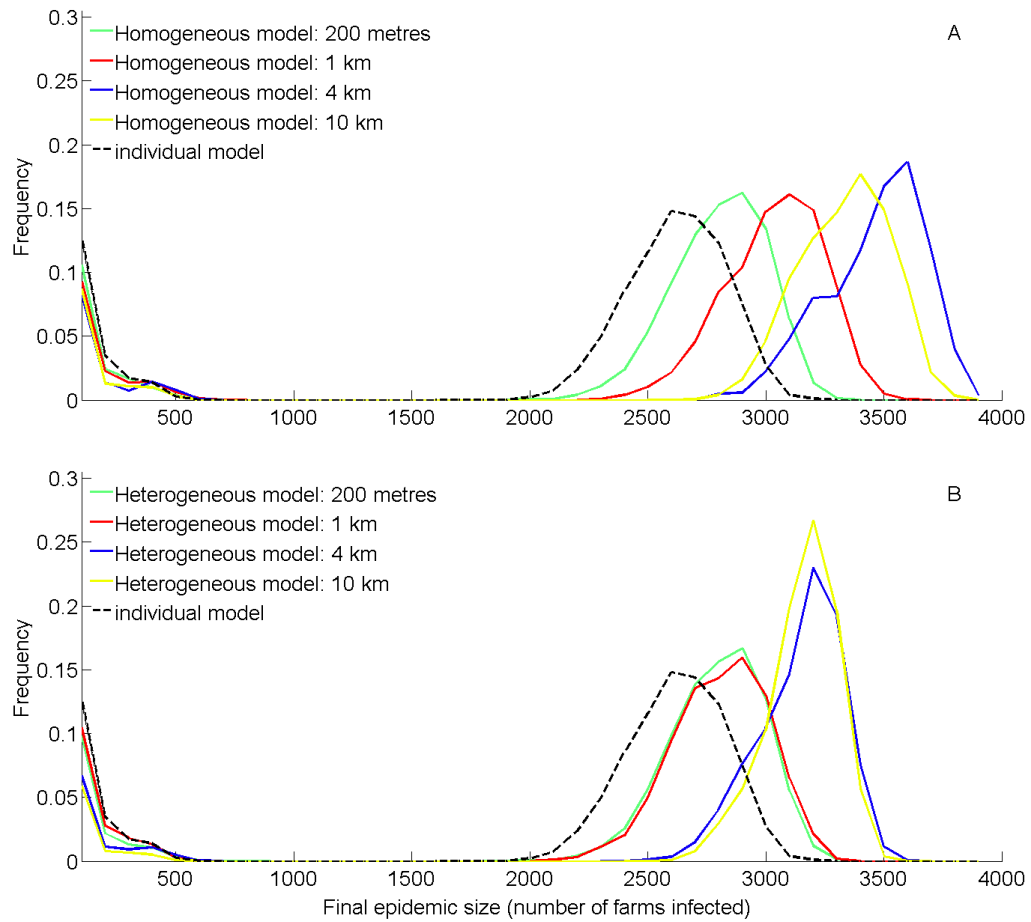 0.3
Homogeneous model: 200 metres
A
Homogeneous model: 1 km
0.25
Homogeneous model: 4 km
Homogeneous model: 10 km
0.2
individual model
0.15
Frequency
0.1
0.05
0
500
1000
1500
2000
2500
3000
3500
4000
0.3
Heterogeneous model: 200 metres
B
Heterogeneous model: 1 km
0.25
Heterogeneous model: 4 km
Heterogeneous model: 10 km
0.2
individual model
0.15
Frequency
0.1
0.05
0
500
1000
1500
2000
2500
3000
3500
4000
Final epidemic size (number of farms infected)